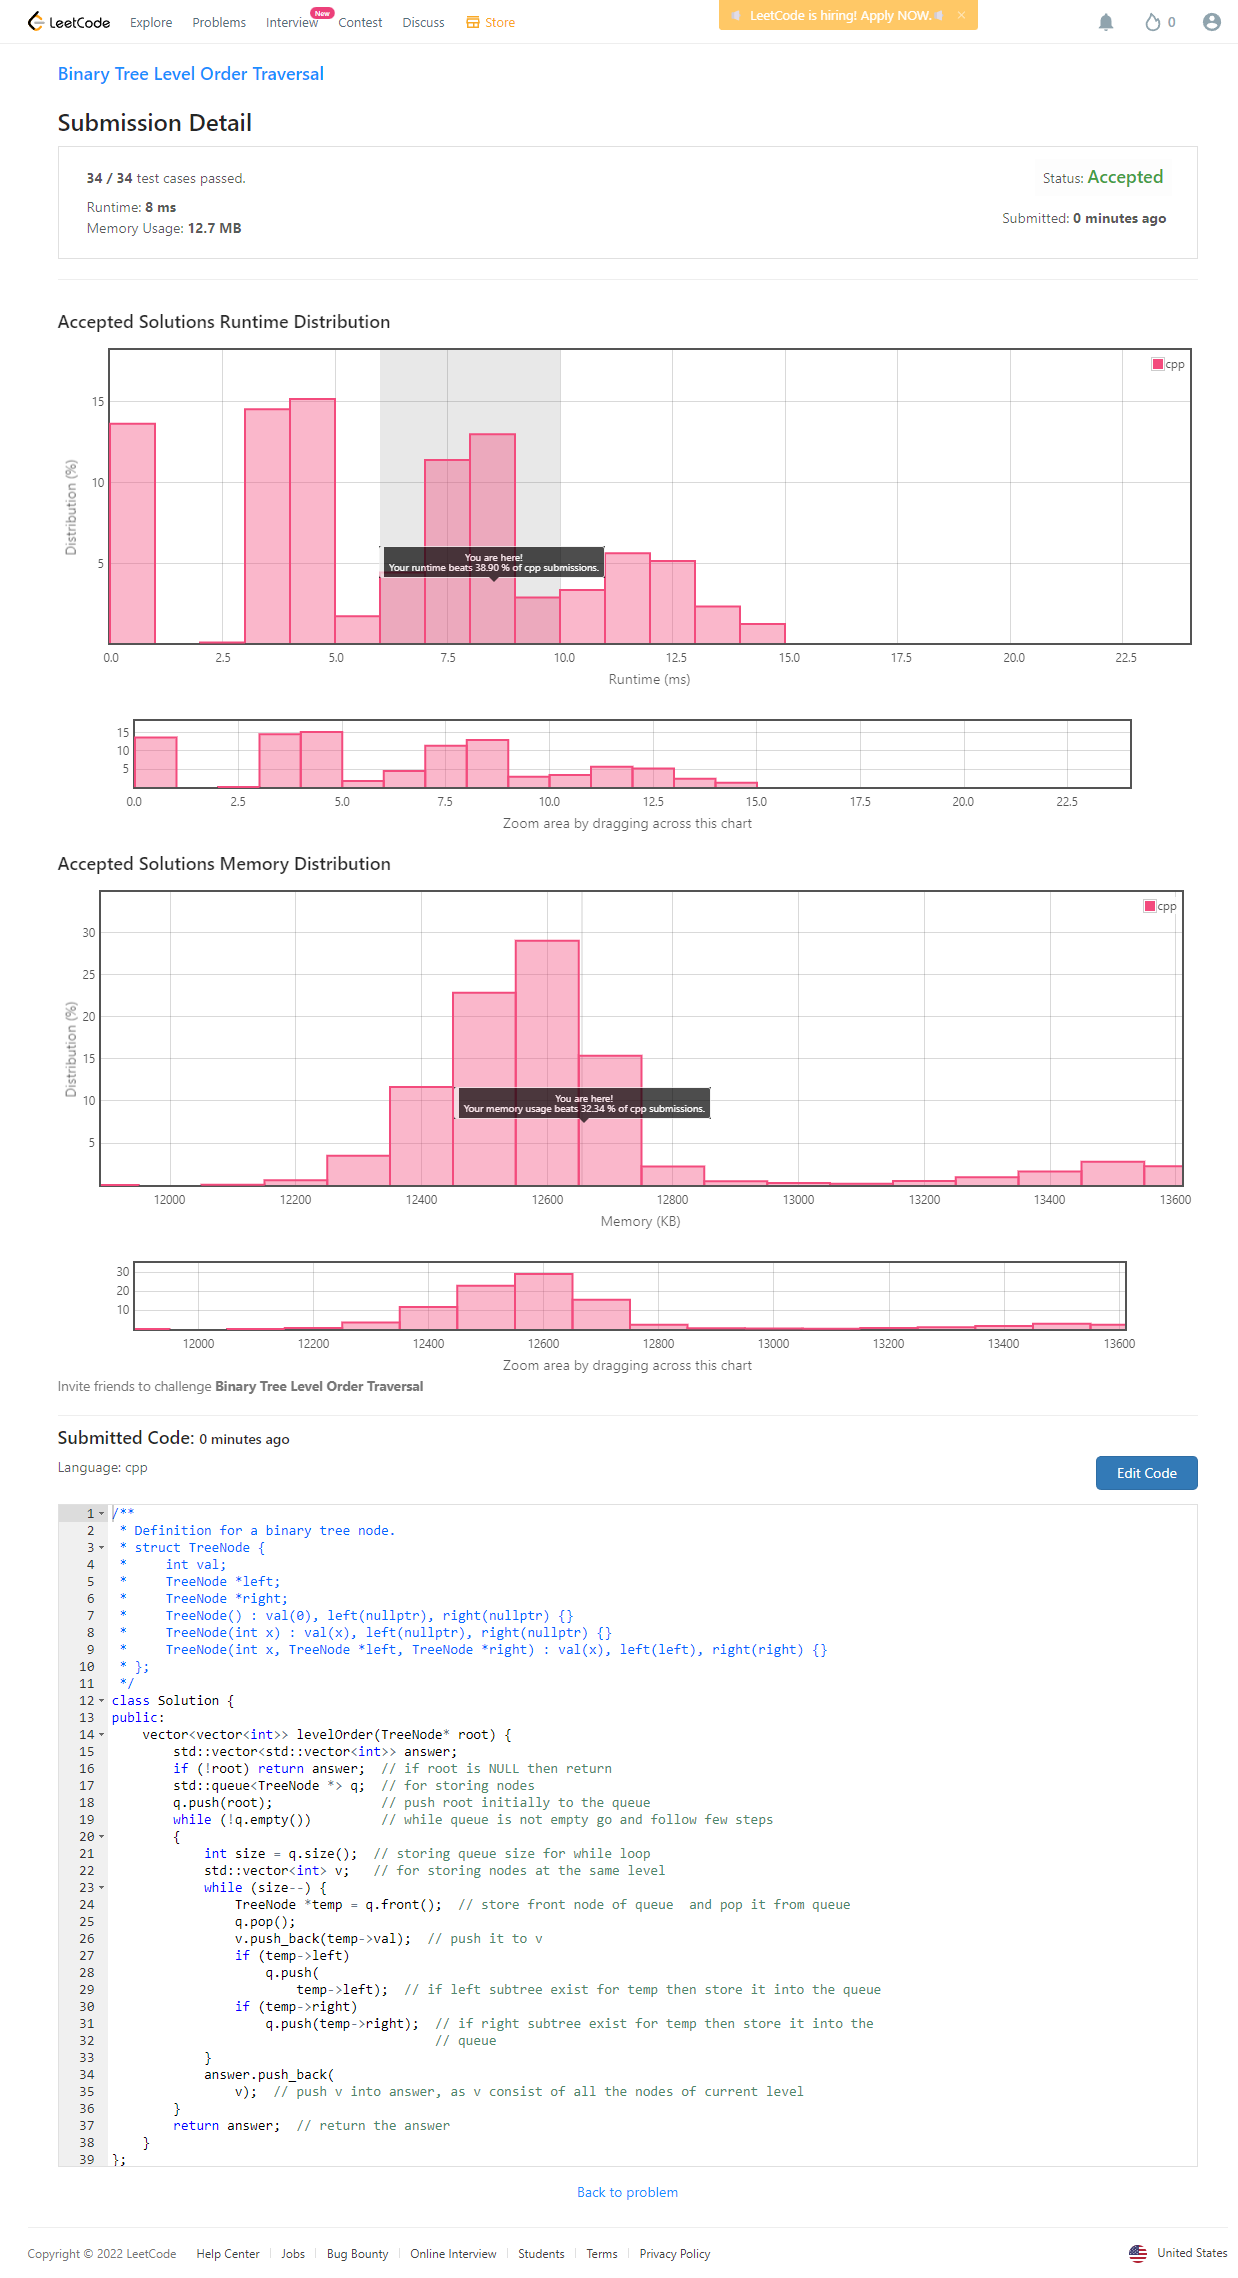 LeetCode Explore Problems Interview New Contest Discuss Store LeetCode is hiring! Apply NOW. × 0
Binary Tree Level Order Traversal
Submission Detail
34 / 34 test cases passed.
Status: Accepted
Runtime: 8 ms
Submitted: 0 minutes ago
Memory Usage: 12.7 MB
Accepted Solutions Runtime Distribution
cpp
15
10
5
Distribution (%)
You are here!
Your runtime beats 38.90 % of cpp submissions.
0.0 2.5 5.0 7.5 10.0 12.5 15.0 17.5 20.0 22.5
Runtime (ms)
15
10
5
0.0 2.5 5.0 7.5 10.0 12.5 15.0 17.5 20.0 22.5
Zoom area by dragging across this chart
Accepted Solutions Memory Distribution
cpp
30
25
20
15
10
5
Distribution (%)
You are here!
Your memory usage beats 32.34 % of cpp submissions.
12000 12200 12400 12600 12800 13000 13200 13400 13600
Memory (KB)
30
20
10
12000 12200 12400 12600 12800 13000 13200 13400 13600
Zoom area by dragging across this chart
Invite friends to challenge Binary Tree Level Order Traversal
Submitted Code: 0 minutes ago
Language: cpp
Edit Code
1 /**
2  * Definition for a binary tree node.
3  * struct TreeNode {
4  *     int val;
5  *     TreeNode *left;
6  *     TreeNode *right;
7  *     TreeNode() : val(0), left(nullptr), right(nullptr) {}
8  *     TreeNode(int x) : val(x), left(nullptr), right(nullptr) {}
9  *     TreeNode(int x, TreeNode *left, TreeNode *right) : val(x), left(left), right(right) {}
10  * };
11  */
12 class Solution {
13 public:
14     vector<vector<int>> levelOrder(TreeNode* root) {
15         std::vector<std::vector<int>> answer;
16         if (!root) return answer;  // if root is NULL then return
17         std::queue<TreeNode *> q;  // for storing nodes
18         q.push(root);              // push root initially to the queue
19         while (!q.empty())         // while queue is not empty go and follow few steps
20         {
21             int size = q.size();  // storing queue size for while loop
22             std::vector<int> v;   // for storing nodes at the same level
23             while (size--) {
24                 TreeNode *temp = q.front();  // store front node of queue  and pop it from queue
25                 q.pop();
26                 v.push_back(temp->val);  // push it to v
27                 if (temp->left)
28                     q.push(
29                         temp->left);  // if left subtree exist for temp then store it into the queue
30                 if (temp->right)
31                     q.push(temp->right);  // if right subtree exist for temp then store it into the
32                                           // queue
33             }
34             answer.push_back(
35                 v);  // push v into answer, as v consist of all the nodes of current level
36         }
37         return answer;  // return the answer
38     }
39 };
Back to problem
Copyright © 2022 LeetCode Help Center Jobs Bug Bounty Online Interview Students Terms Privacy Policy United States